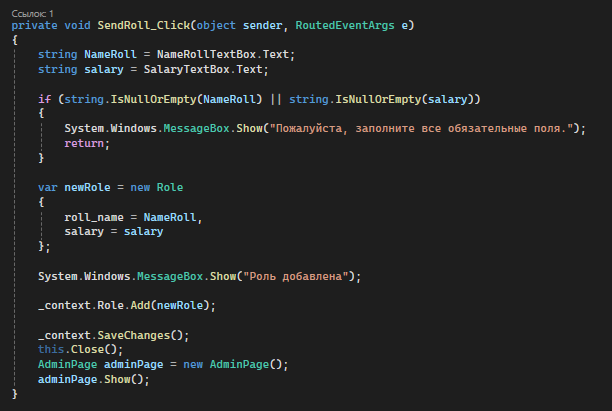 Ссылок: 1
private void SendRoll_Click(object sender, RoutedEventArgs e)
{
string NameRoll = NameRollTextBox.Text;
string salary = SalaryTextBox.Text;
if (string.IsNullOrEmpty(NameRoll) || string.IsNullOrEmpty(salary))
{
System.Windows.MessageBox.Show("Пожалуйста, заполните все обязательные поля.");
return;
}
var newRole = new Role
{
roll_name = NameRoll,
salary = salary
};
System.Windows.MessageBox.Show("Роль добавлена");
_context.Role.Add(newRole);
_context.SaveChanges();
this.Close();
AdminPage adminPage = new AdminPage();
adminPage.Show();
}